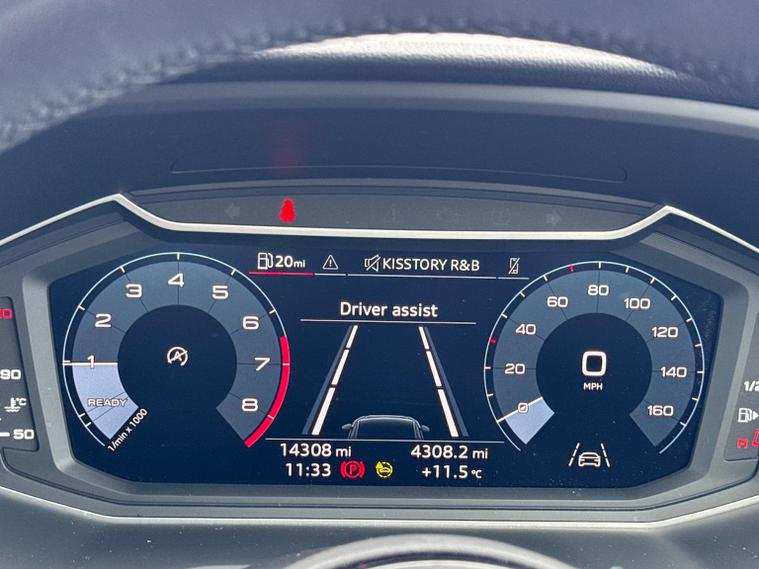 20mi
KISSTORY R&B
Driver assist
1 2 3 4 5 6 7 8
READY
1/min x 1000
0 20 40 60 80 100 120 140 160
0
MPH
90
°C
50
1/2
14308 mi 4308.2 mi
11:33 P +11.5 °C